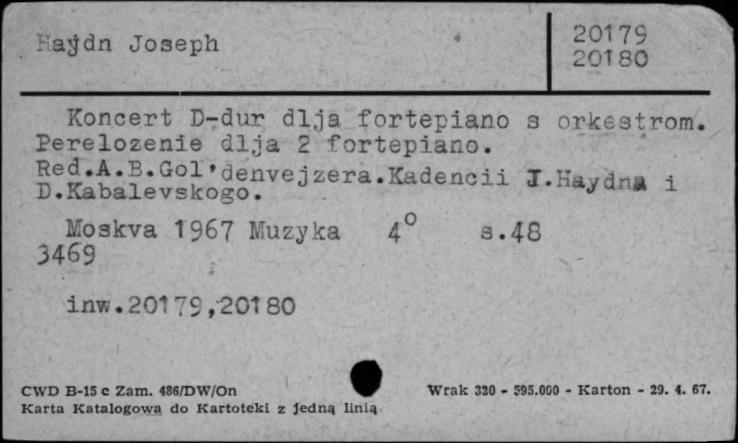 Haydn Joseph
20179
20180
Koncert D-dur dlja fortepiano s orkestrom.
Perelozenie dlja 2 fortepiano.
Red.A.B.Gol'denvejzera.Kadencii J.Haydna i
D.Kabalevskogo.
Moskva 1967 Muzyka 4° s.48
3469
inw.20179,20180
CWD B-15 c Zam. 486/DW/On
Wrak 320 - 595.000 - Karton - 29. 4. 67.
Karta Katalogowa do Kartoteki z jedną linią